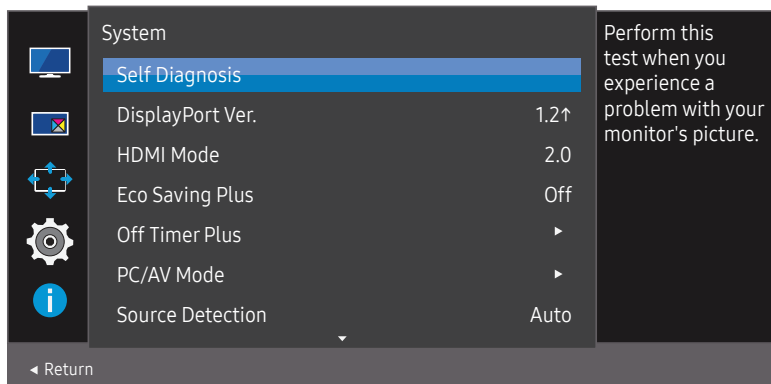 System
Self Diagnosis
DisplayPort Ver. 1.2↑
HDMI Mode 2.0
Eco Saving Plus Off
Off Timer Plus ▸
PC/AV Mode ▸
Source Detection Auto
Perform this
test when you
experience a
problem with your
monitor's picture.
◂ Return